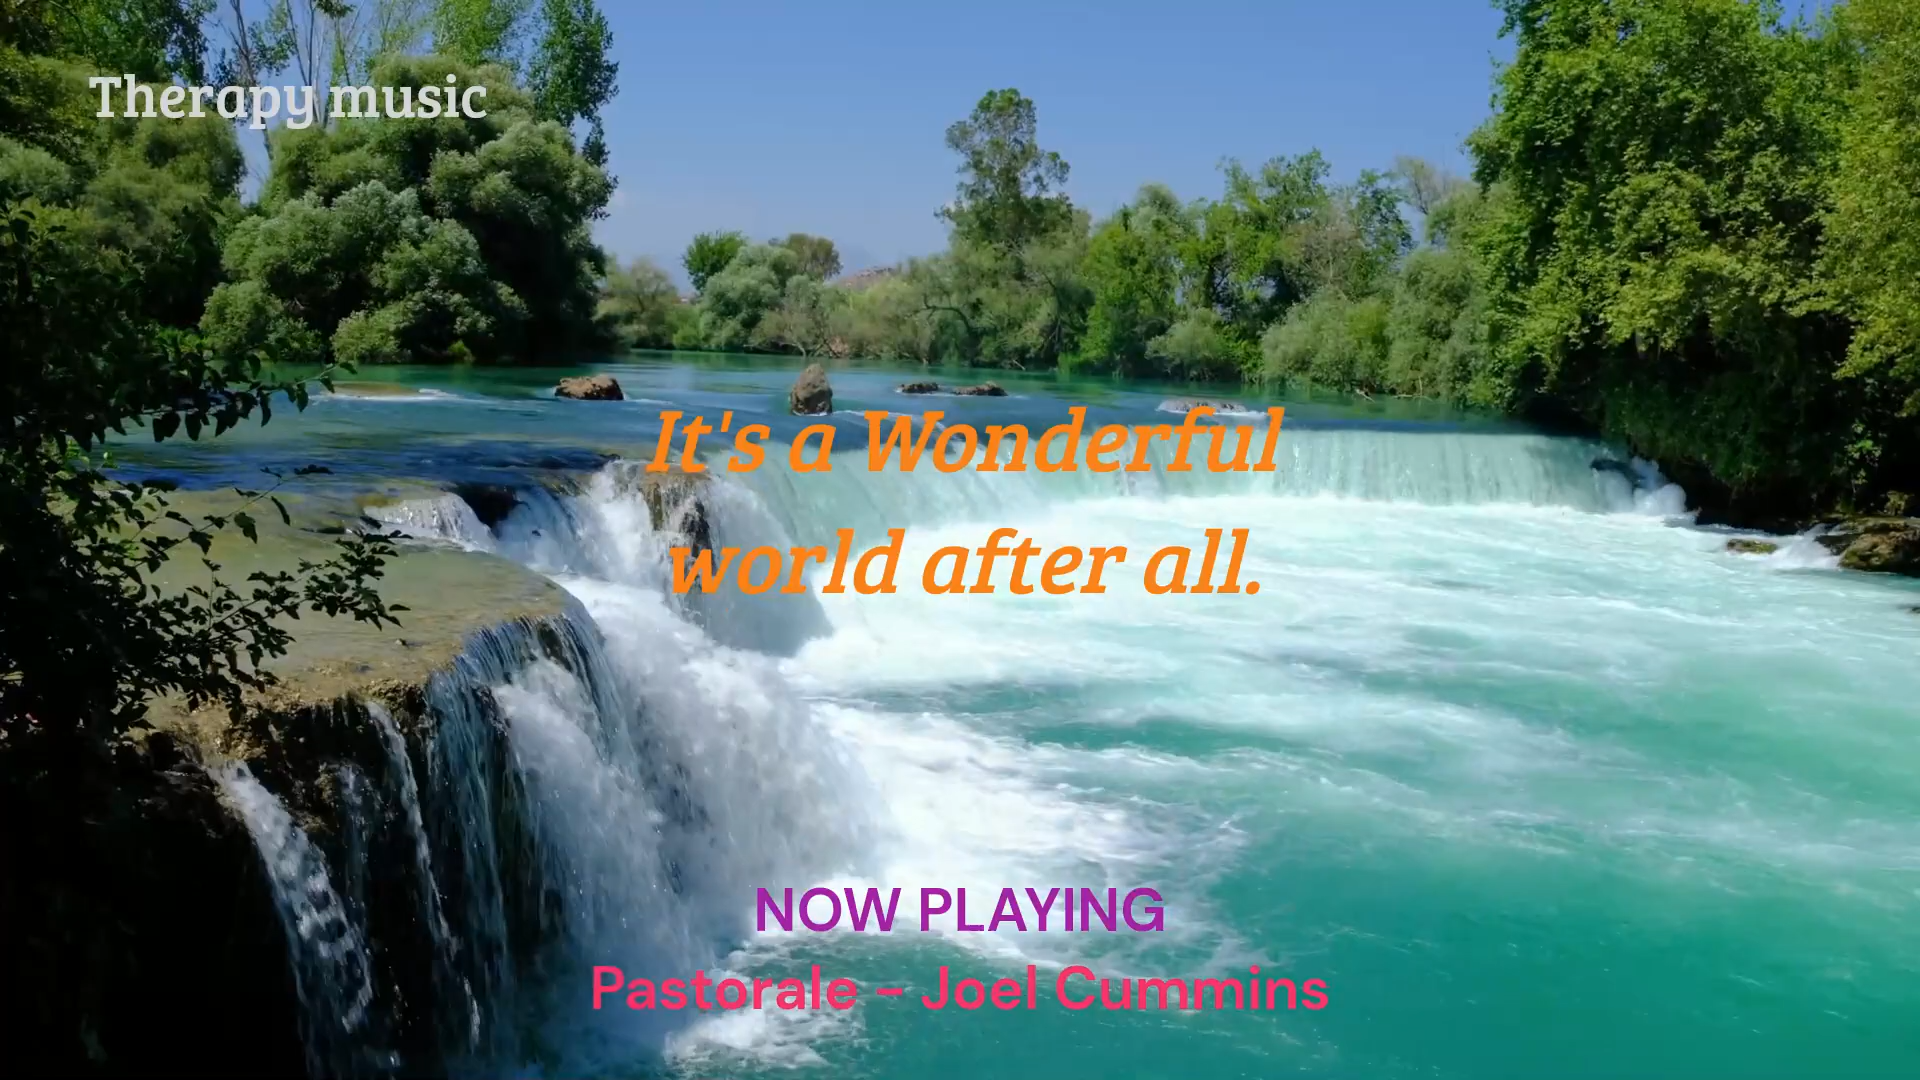 Therapy music
It's a Wonderful
world after all.
NOW PLAYING
Pastorale - Joel Cummins